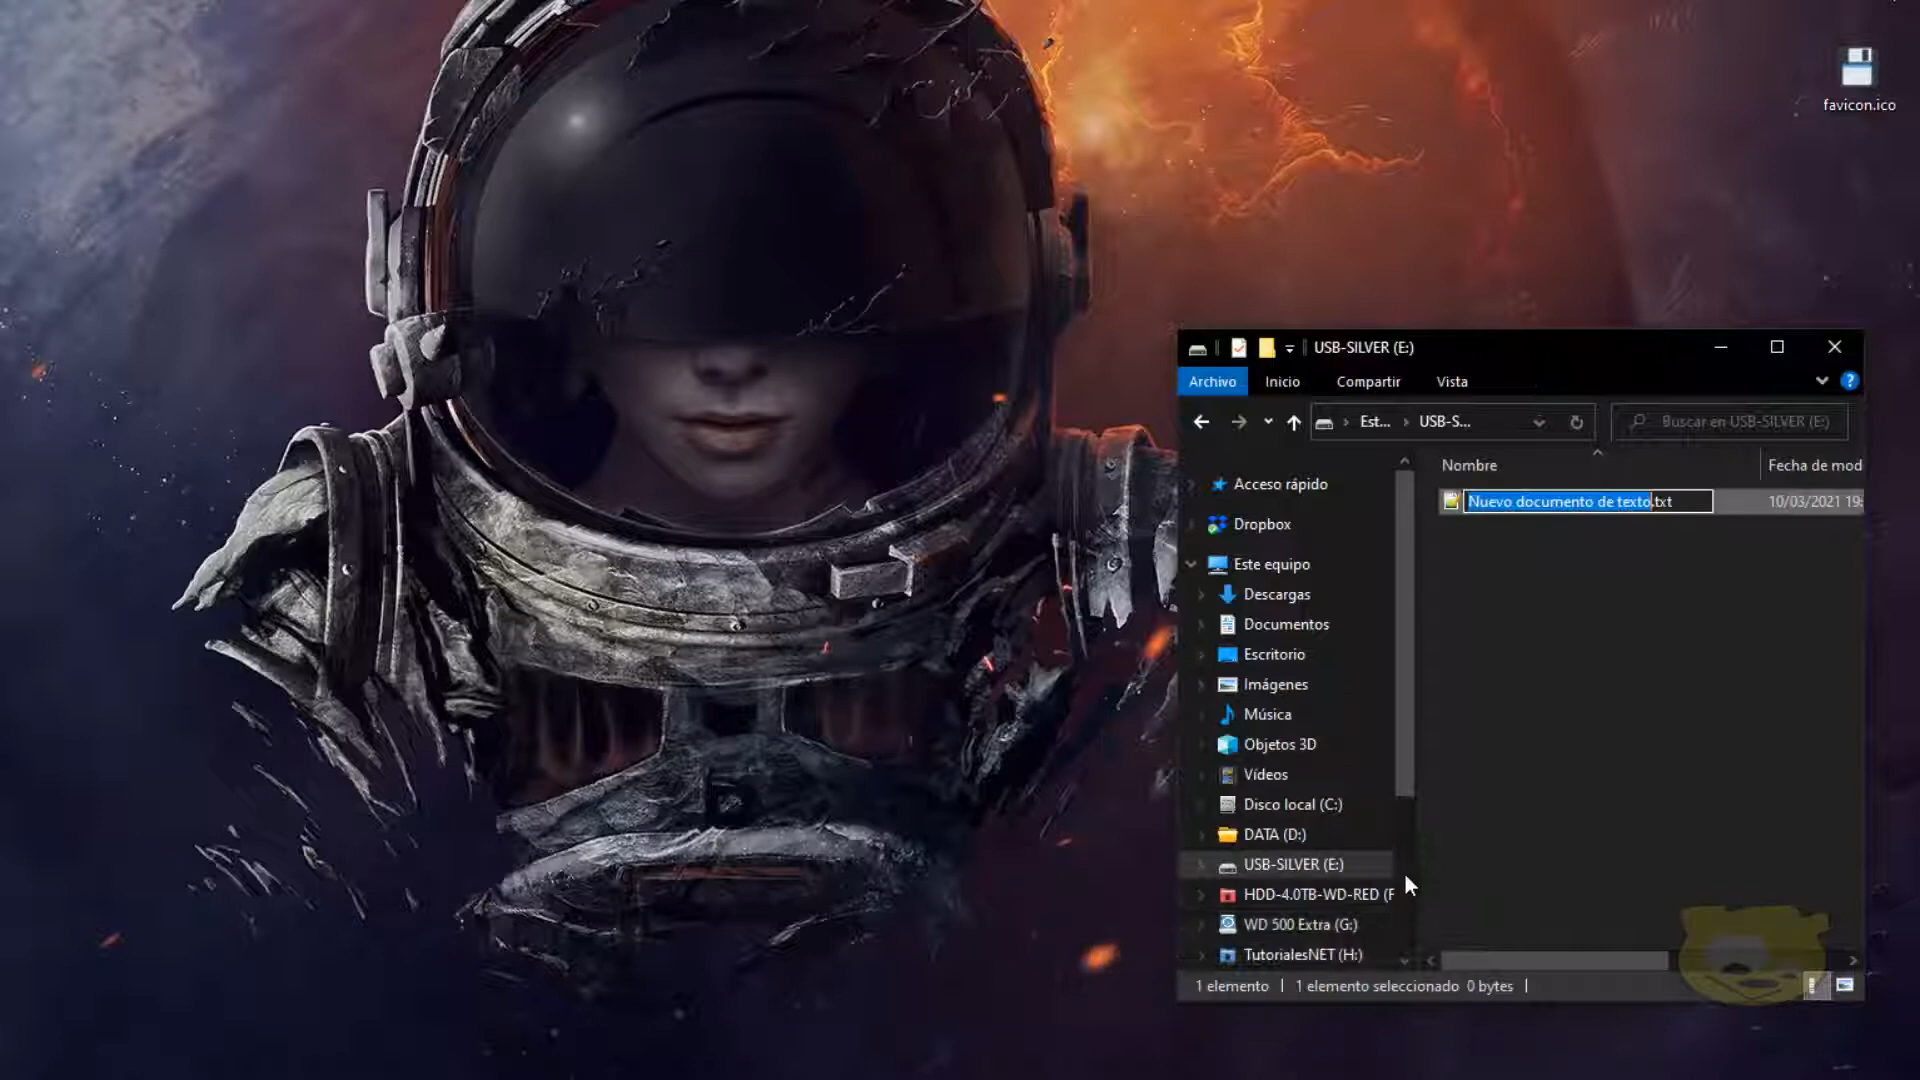 favicon.ico
USB-SILVER (E:)
Archivo
Inicio
Compartir
Vista
Est...
USB-S...
Buscar en USB-SILVER (E:)
Nombre
Fecha de mod
Nuevo documento de texto.txt
10/03/2021 19:
Acceso rápido
Dropbox
Este equipo
Descargas
Documentos
Escritorio
Imágenes
Música
Objetos 3D
Vídeos
Disco local (C:)
DATA (D:)
USB-SILVER (E:)
HDD-4.0TB-WD-RED (F
WD 500 Extra (G:)
TutorialesNET (H:)
1 elemento
1 elemento seleccionado 0 bytes